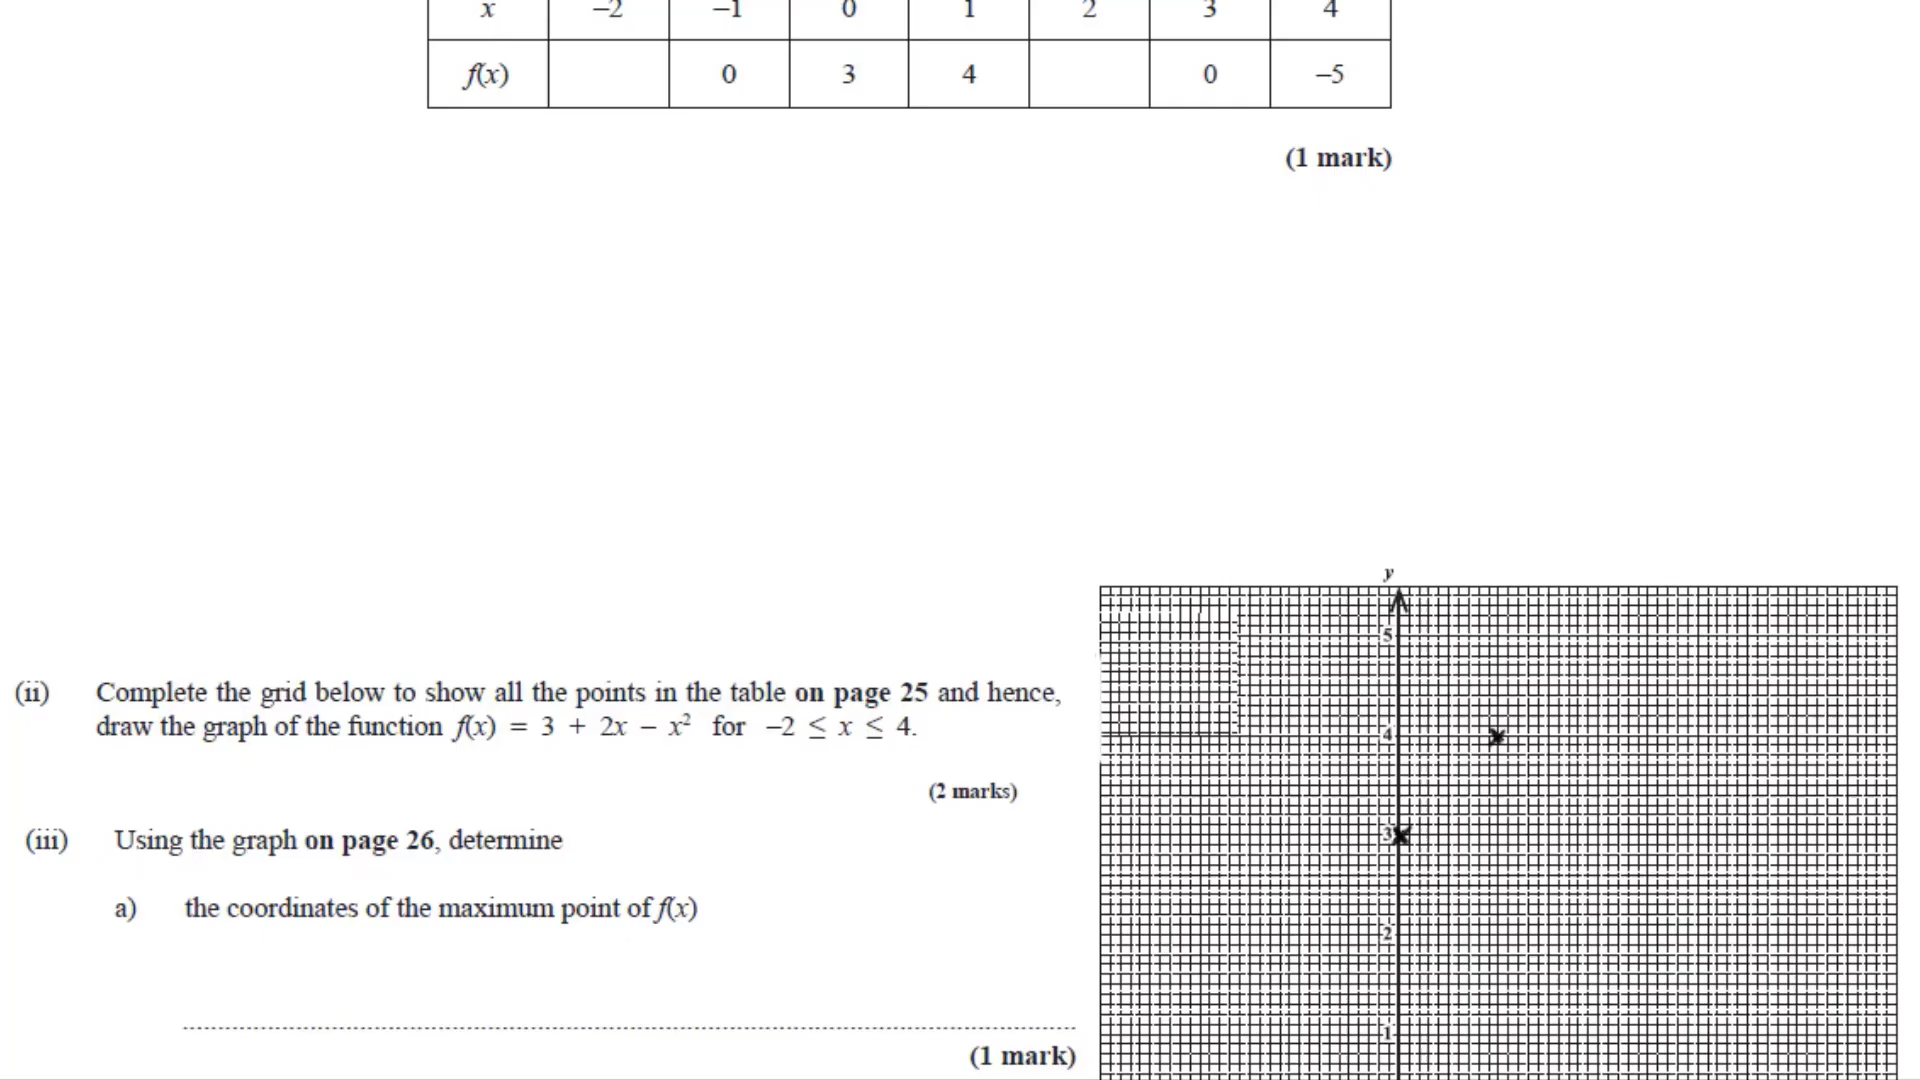 x −2 −1 0 1 2 3 4
f(x) 0 3 4 0 −5
(1 mark)
(ii) Complete the grid below to show all the points in the table on page 25 and hence,
draw the graph of the function f(x) = 3 + 2x − x² for −2 ≤ x ≤ 4.
(2 marks)
(iii) Using the graph on page 26, determine
a) the coordinates of the maximum point of f(x)
(1 mark)
y
5
4
3
2
1